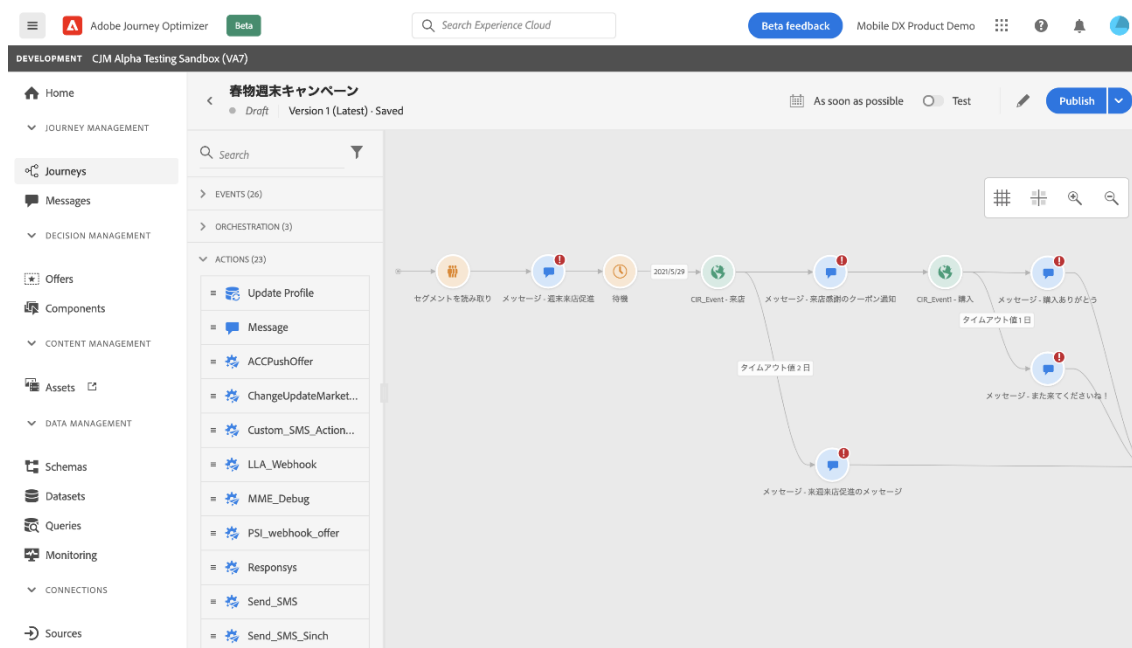 Adobe Journey Optimizer
Beta
Search Experience Cloud
Beta feedback
Mobile DX Product Demo
DEVELOPMENT CJM Alpha Testing Sandbox (VA7)
Home
JOURNEY MANAGEMENT
Journeys
Messages
DECISION MANAGEMENT
Offers
Components
CONTENT MANAGEMENT
Assets
DATA MANAGEMENT
Schemas
Datasets
Queries
Monitoring
CONNECTIONS
Sources
春物週末キャンペーン
Draft
Version 1 (Latest) - Saved
As soon as possible
Test
Publish
Search
EVENTS (26)
ORCHESTRATION (3)
ACTIONS (23)
Update Profile
Message
ACCPushOffer
ChangeUpdateMarket...
Custom_SMS_Action...
LLA_Webhook
MME_Debug
PSI_webhook_offer
Responsys
Send_SMS
Send_SMS_Sinch
セグメントを読み取り
メッセージ - 週末来店促進
待機
2021/5/29
CIR_Event - 来店
メッセージ - 来店感謝のクーポン通知
CIR_Event1 - 購入
メッセージ - 購入ありがとう
タイムアウト値1日
メッセージ - また来てくださいね！
タイムアウト値 2 日
メッセージ - 来週来店促進のメッセージ